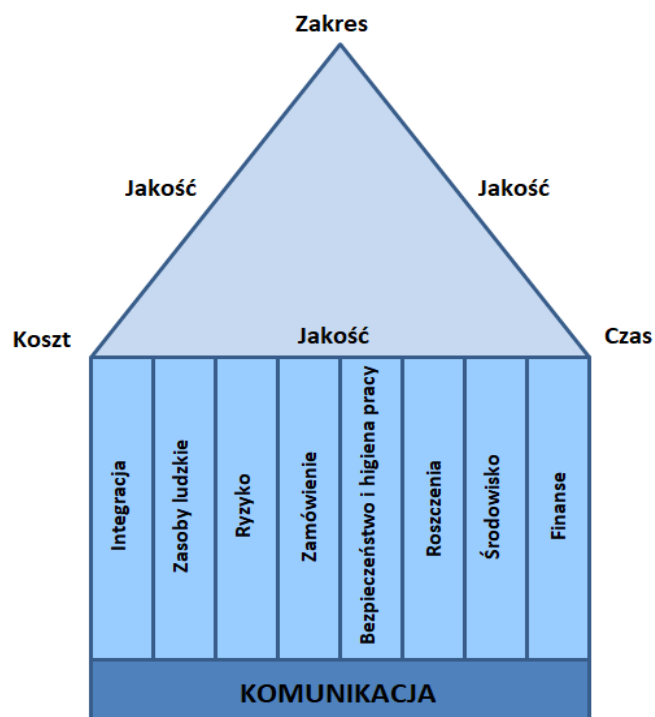 Zakres
Jakość
Jakość
Koszt
Jakość
Czas
Integracja
Zasoby ludzkie
Ryzyko
Zamówienie
Bezpieczeństwo i higiena pracy
Roszczenia
Środowisko
Finanse
KOMUNIKACJA